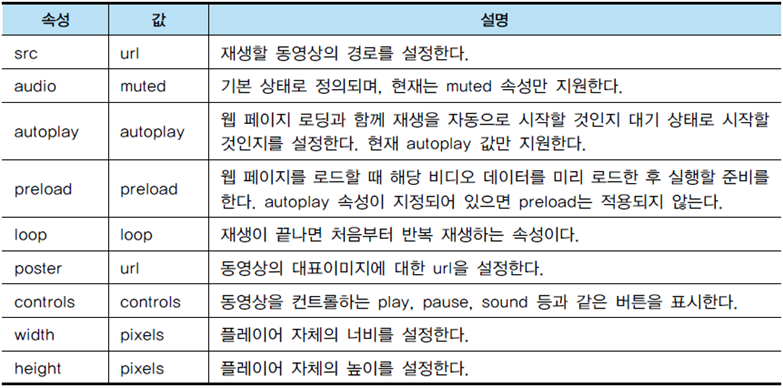 속성 값 설명
src url 재생할 동영상의 경로를 설정한다.
audio muted 기본 상태로 정의되며, 현재는 muted 속성만 지원한다.
autoplay autoplay 웹 페이지 로딩과 함께 재생을 자동으로 시작할 것인지 대기 상태로 시작할
것인지를 설정한다. 현재 autoplay 값만 지원한다.
preload preload 웹 페이지를 로드할 때 해당 비디오 데이터를 미리 로드한 후 실행할 준비를
한다. autoplay 속성이 지정되어 있으면 preload는 적용되지 않는다.
loop loop 재생이 끝나면 처음부터 반복 재생하는 속성이다.
poster url 동영상의 대표이미지에 대한 url을 설정한다.
controls controls 동영상을 컨트롤하는 play, pause, sound 등과 같은 버튼을 표시한다.
width pixels 플레이어 자체의 너비를 설정한다.
height pixels 플레이어 자체의 높이를 설정한다.